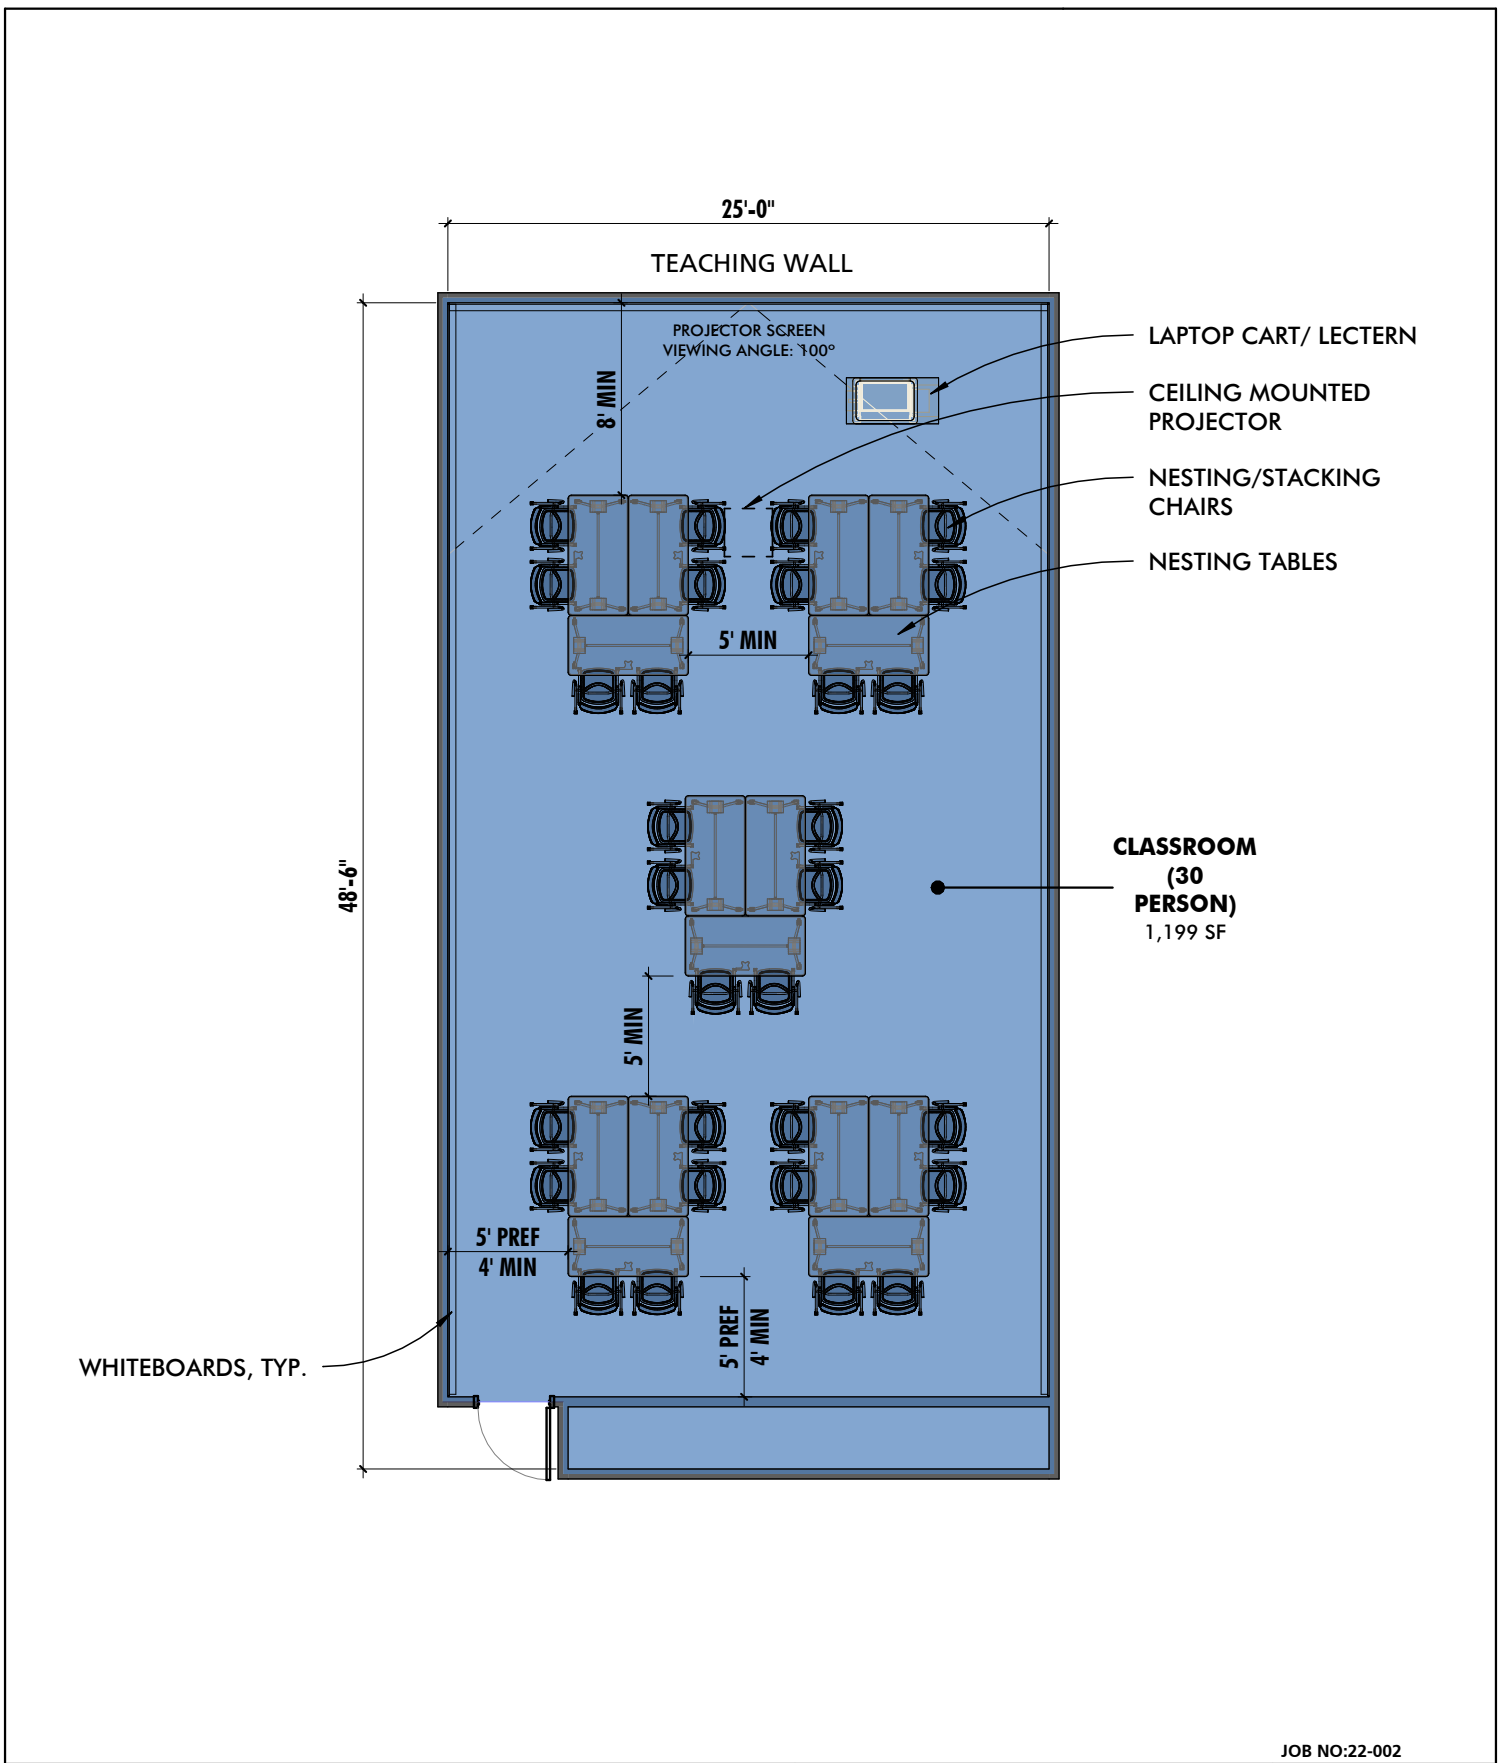 25'-0"
TEACHING WALL
PROJECTOR SCREEN
VIEWING ANGLE: 100°
8' MIN
LAPTOP CART/ LECTERN
CEILING MOUNTED
PROJECTOR
NESTING/STACKING
CHAIRS
NESTING TABLES
5' MIN
48'-6"
CLASSROOM
(30
PERSON)
1,199 SF
5' MIN
5' PREF
4' MIN
5' PREF
4' MIN
WHITEBOARDS, TYP.
JOB NO:22-002